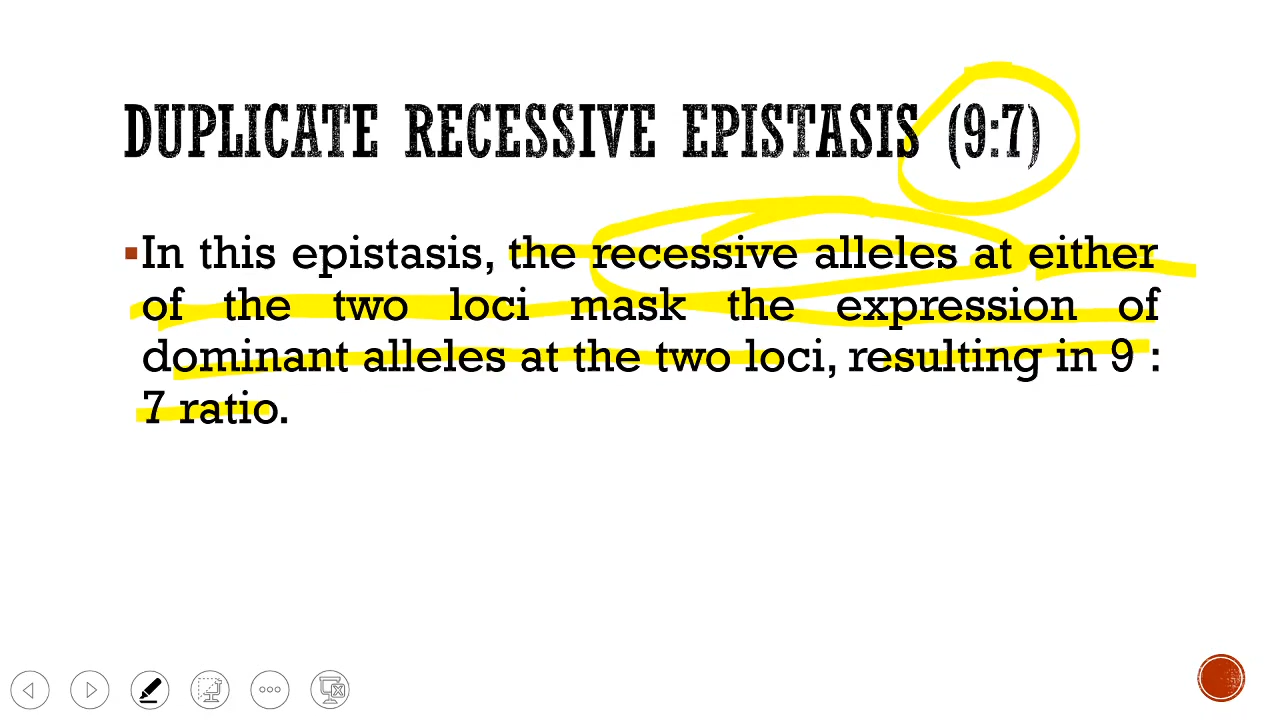 DUPLICATE RECESSIVE EPISTASIS (9:7)
▪In this epistasis, the recessive alleles at either
of the two loci mask the expression of
dominant alleles at the two loci, resulting in 9 :
7 ratio.